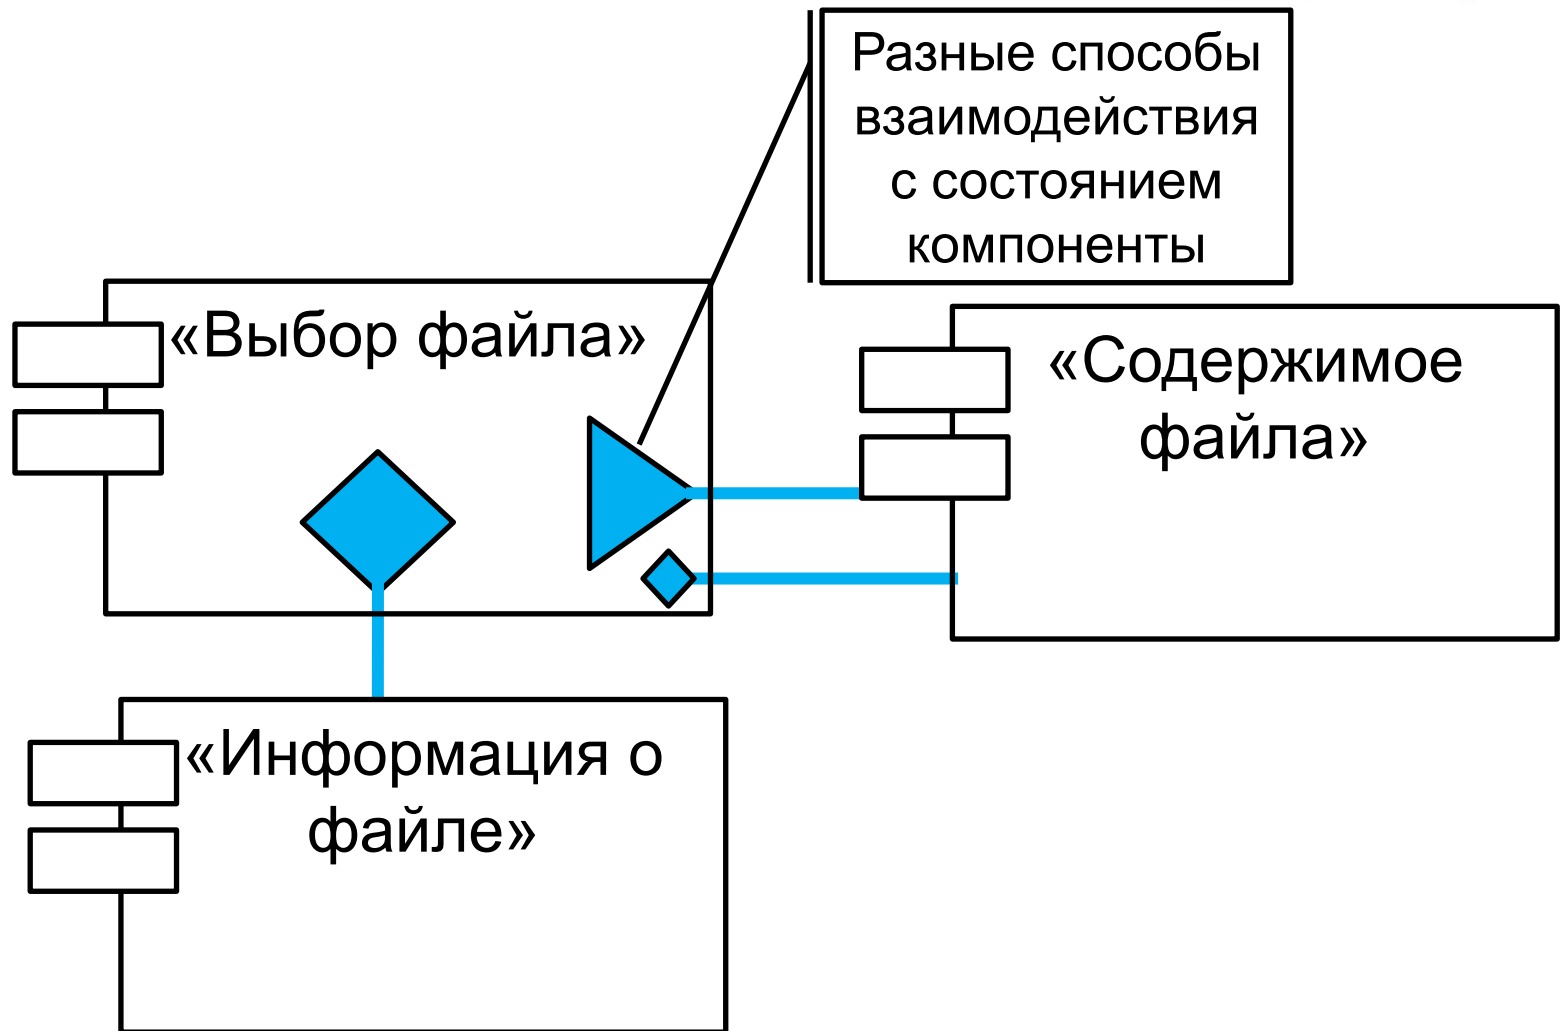 Разные способы
взаимодействия
с состоянием
компоненты
«Выбор файла»
«Содержимое
файла»
«Информация о
файле»